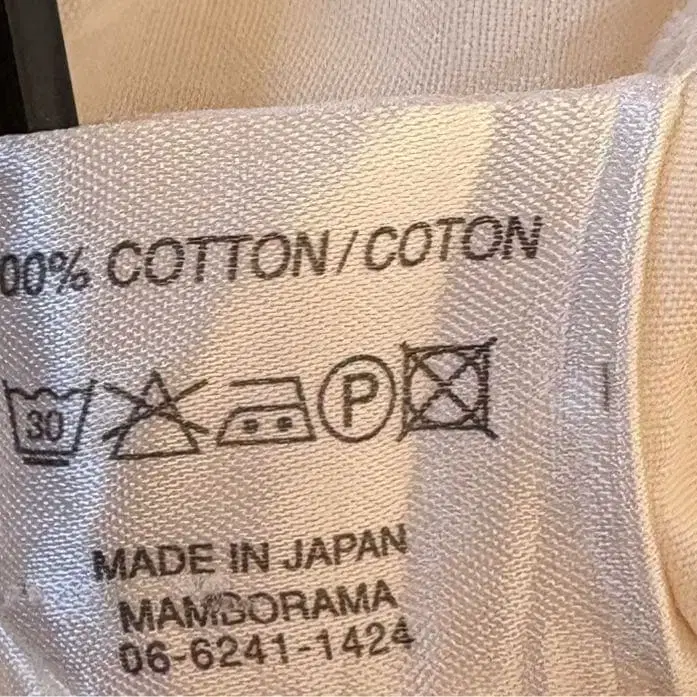 00% COTTON/COTON
30 P
MADE IN JAPAN
MAMBORAMA
06-6241-1424